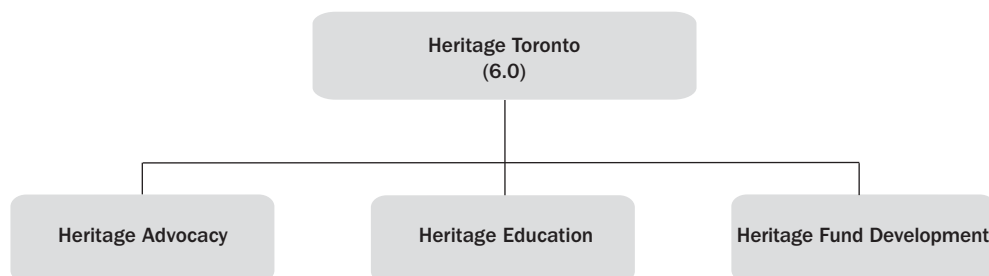 Heritage Toronto
(6.0)
Heritage Advocacy
Heritage Education
Heritage Fund Development